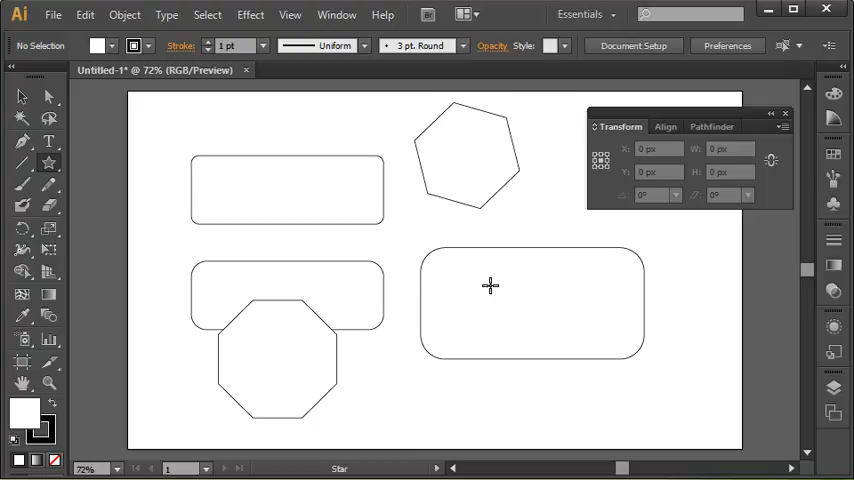 Ai File Edit Object Type Select Effect View Window Help Br Essentials
No Selection Stroke: 1 pt Uniform 3 pt. Round Opacity Style: Document Setup Preferences
Untitled-1* @ 72% (RGB/Preview)
Transform Align Pathfinder
X: 0 px W: 0 px
Y: 0 px H: 0 px
0° 0°
T
72% 1 Star